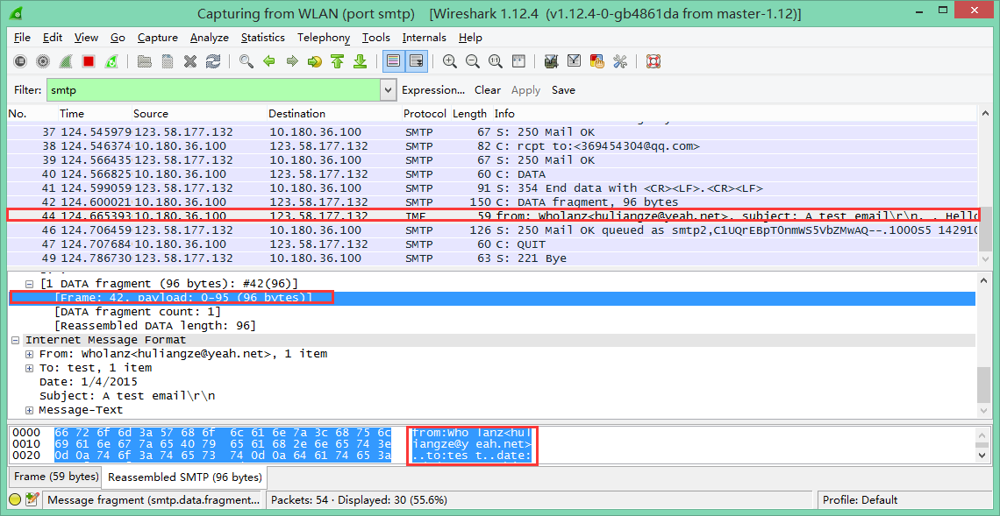 Capturing from WLAN (port smtp) [Wireshark 1.12.4 (v1.12.4-0-gb4861da from master-1.12)]
File Edit View Go Capture Analyze Statistics Telephony Tools Internals Help
Filter: smtp Expression... Clear Apply Save
No. Time Source Destination Protocol Length Info
37 124.545979 123.58.177.132 10.180.36.100 SMTP 67 S: 250 Mail OK
38 124.54637 10.180.36.100 123.58.177.132 SMTP 82 C: rcpt to:<369454304@qq.com>
39 124.56643 123.58.177.132 10.180.36.100 SMTP 67 S: 250 Mail OK
40 124.56682 10.180.36.100 123.58.177.132 SMTP 60 C: DATA
41 124.59905 123.58.177.132 10.180.36.100 SMTP 91 S: 354 End data with <CR><LF>.<CR><LF>
42 124.60002 10.180.36.100 123.58.177.132 SMTP 150 C: DATA fragment, 96 bytes
44 124.66539 10.180.36.100 123.58.177.132 IMF 59 from: Wholanz<huliangze@yeah.net>, subject: A test email\r\n, , Hello
46 124.70645 123.58.177.132 10.180.36.100 SMTP 126 S: 250 Mail OK queued as smtp2,C1UQrEBpT0nmWS5VbZMwAQ--.1000S5 142910
47 124.70768 10.180.36.100 123.58.177.132 SMTP 60 C: QUIT
49 124.78673 123.58.177.132 10.180.36.100 SMTP 63 S: 221 Bye
[1 DATA fragment (96 bytes): #42(96)]
[Frame: 42, payload: 0-95 (96 bytes)]
[DATA fragment count: 1]
[Reassembled DATA length: 96]
Internet Message Format
From: Wholanz<huliangze@yeah.net>, 1 item
To: test, 1 item
Date: 1/4/2015
Subject: A test email\r\n
Message-Text
0000 66 72 6f 6d 3a 57 68 6f 6c 61 6e 7a 3c 68 75 6c from:Who lanz<hul
0010 69 61 6e 67 7a 65 40 79 65 61 68 2e 6e 65 74 3e iangze@y eah.net>
0020 0d 0a 74 6f 3a 74 65 73 74 0d 0a 64 61 74 65 3a ..to:tes t..date:
Frame (59 bytes) Reassembled SMTP (96 bytes)
Message fragment (smtp.data.fragment... Packets: 54 · Displayed: 30 (55.6%) Profile: Default